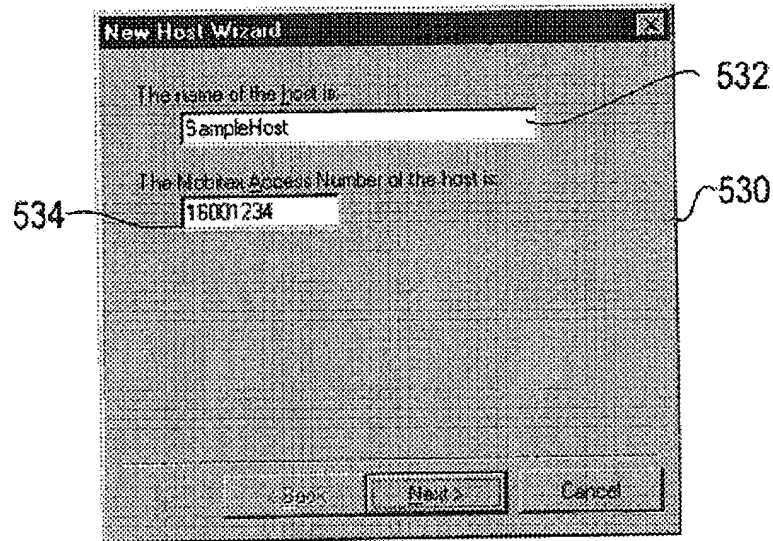 New Host Wizard
The name of the host is:
532
SampleHost
The Mobitex Access Number of the host is:
530
534
16001234
< Back
Next >
Cancel